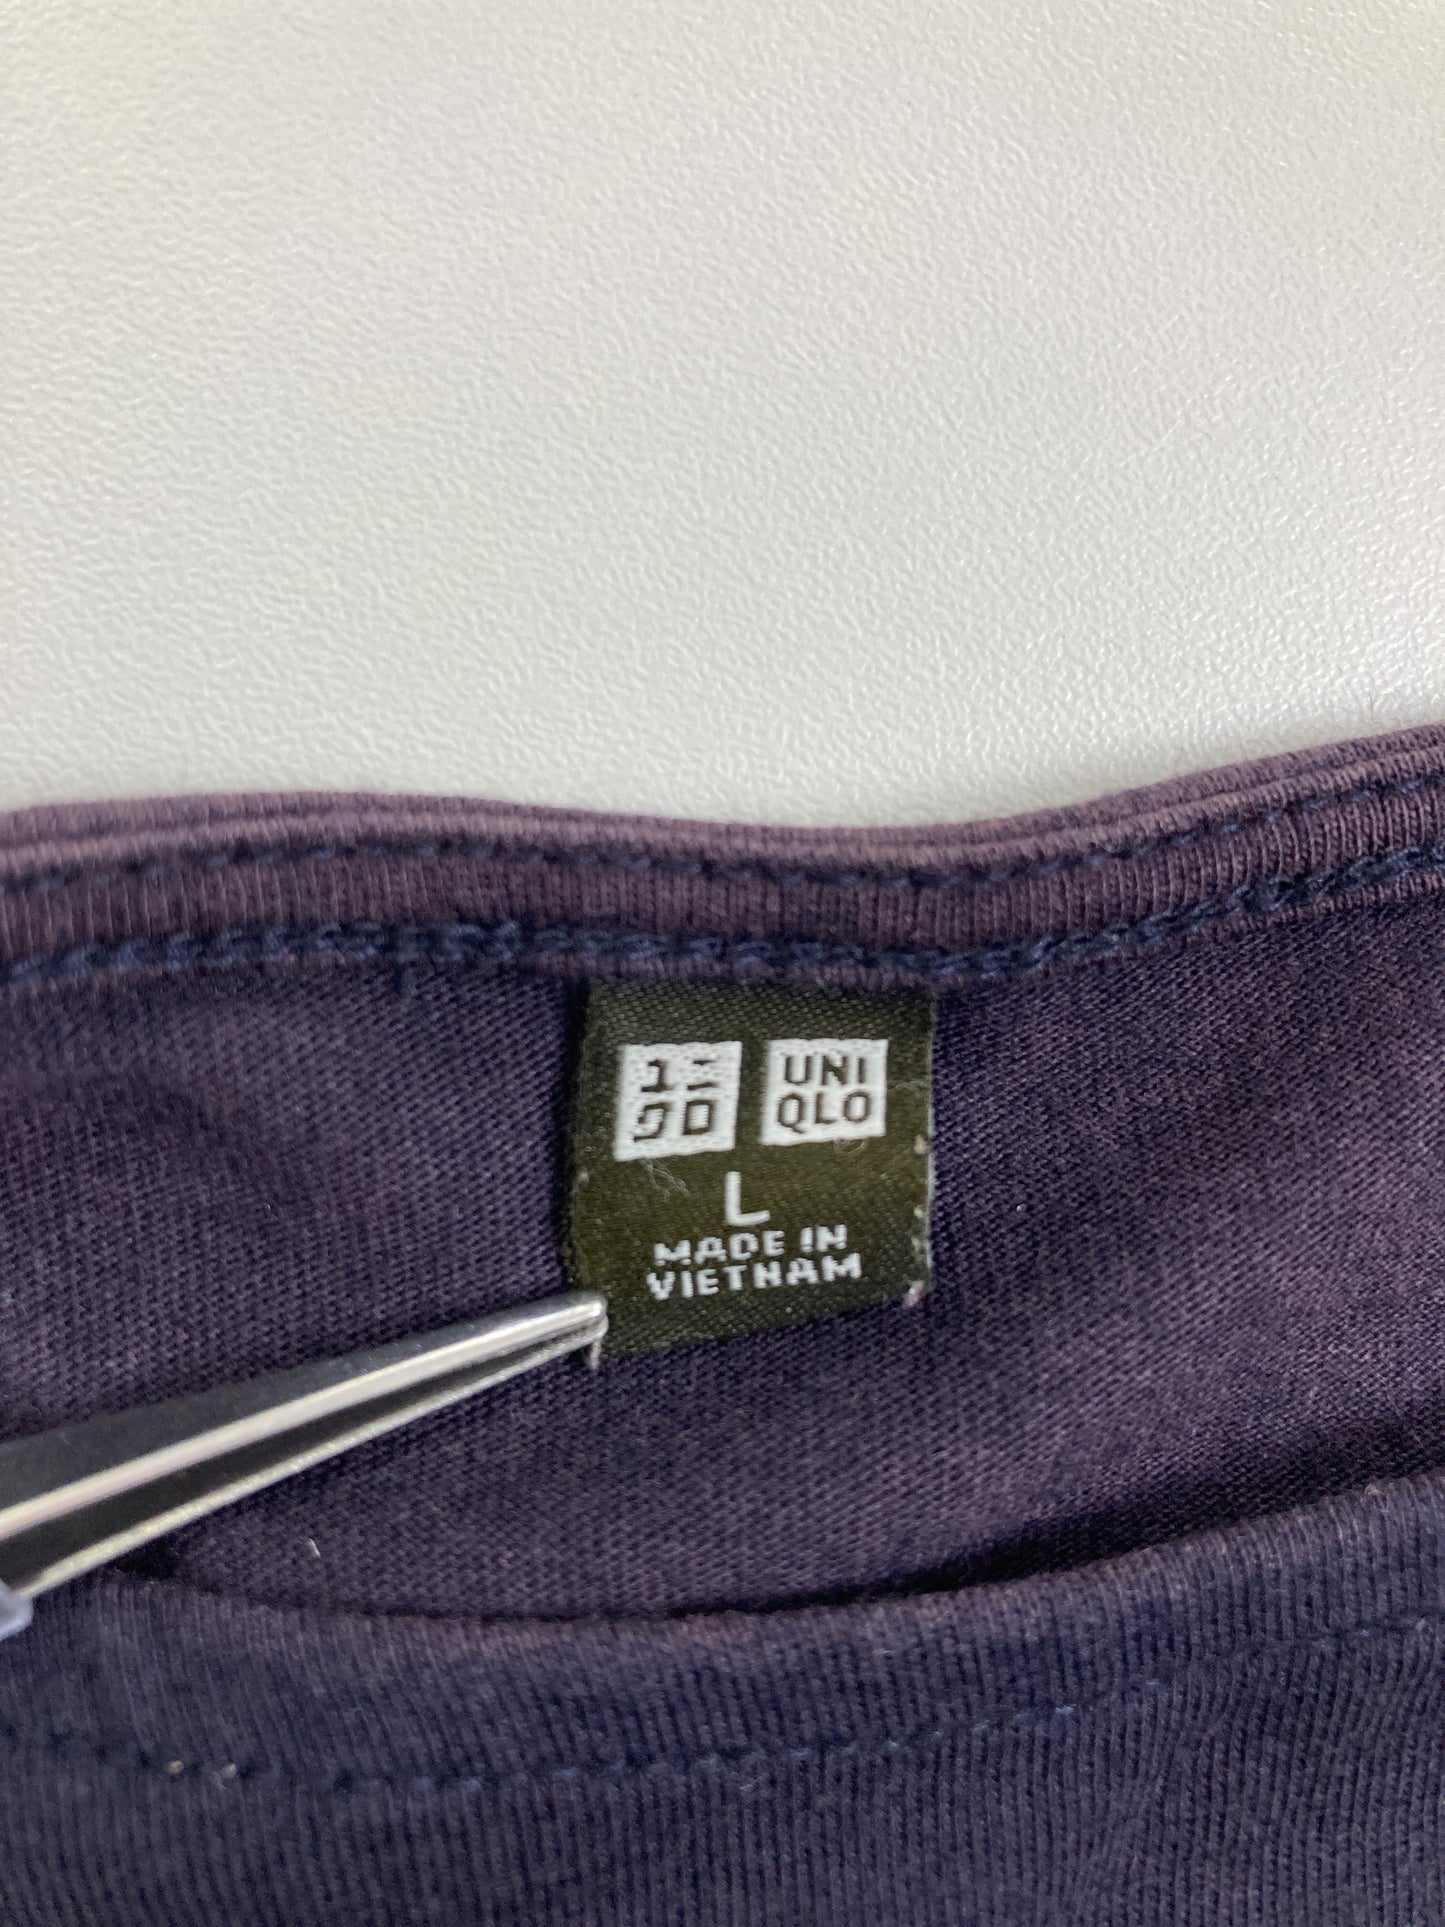 ユニ
クロ
UNI
QLO
L
MADE IN
VIETNAM